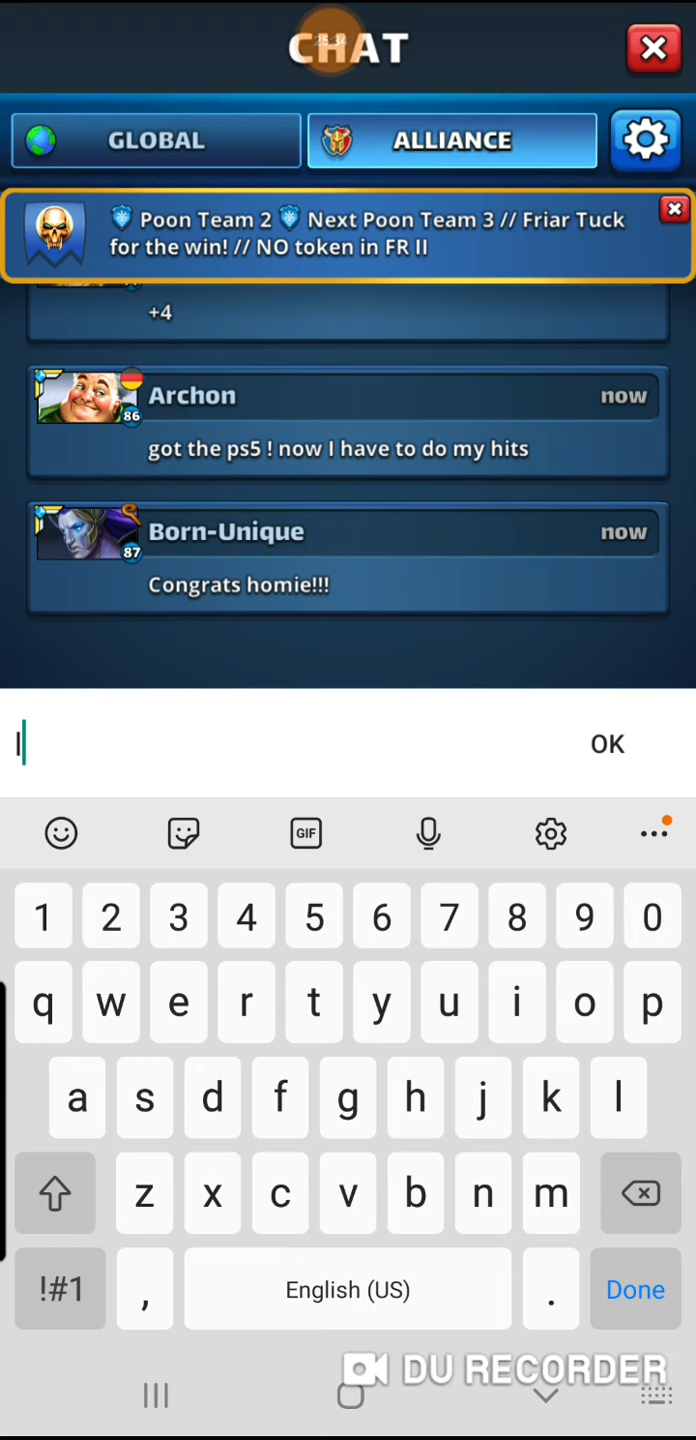 CHAT
25:34
GLOBAL
ALLIANCE
Poon Team 2 Next Poon Team 3 // Friar Tuck
for the win! // NO token in FR II
+4
Archon
now
86
got the ps5 ! now I have to do my hits
Born-Unique
now
87
Congrats homie!!!
I
OK
GIF
1 2 3 4 5 6 7 8 9 0
q w e r t y u i o p
a s d f g h j k l
z x c v b n m
!#1 , English (US) . Done
DU RECORDER